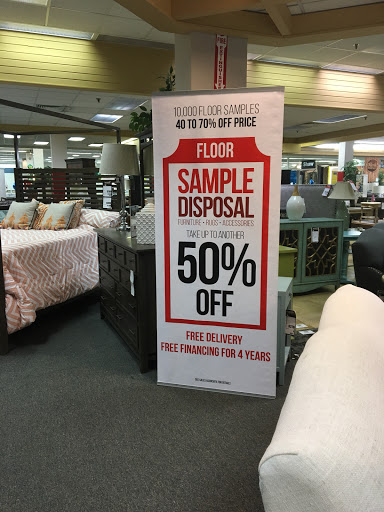 10,000 FLOOR SAMPLES
40 TO 70% OFF PRICE
FLOOR
SAMPLE
DISPOSAL
FURNITURE • RUGS • ACCESSORIES
TAKE UP TO ANOTHER
50%
OFF
FREE DELIVERY
FREE FINANCING FOR 4 YEARS